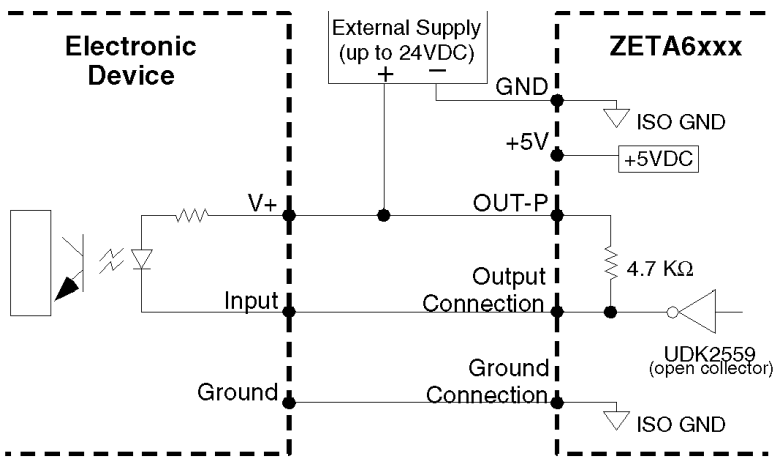 Electronic
Device
External Supply
(up to 24VDC)
+ −
ZETA6xxx
GND
ISO GND
+5V
+5VDC
V+
OUT-P
4.7 KΩ
Output
Connection
Input
UDK2559
(open collector)
Ground
Connection
Ground
ISO GND